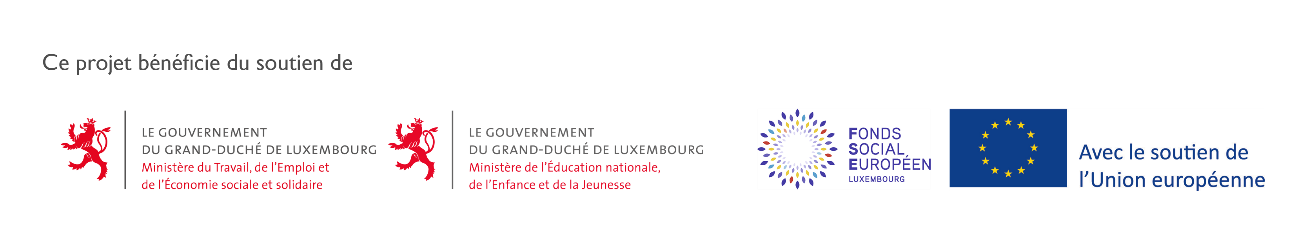 Ce projet bénéficie du soutien de
LE GOUVERNEMENT
DU GRAND-DUCHÉ DE LUXEMBOURG
Ministère du Travail, de l'Emploi et
de l'Économie sociale et solidaire
LE GOUVERNEMENT
DU GRAND-DUCHÉ DE LUXEMBOURG
Ministère de l'Éducation nationale,
de l'Enfance et de la Jeunesse
FONDS
SOCIAL
EUROPÉEN
LUXEMBOURG
Avec le soutien de
l'Union européenne